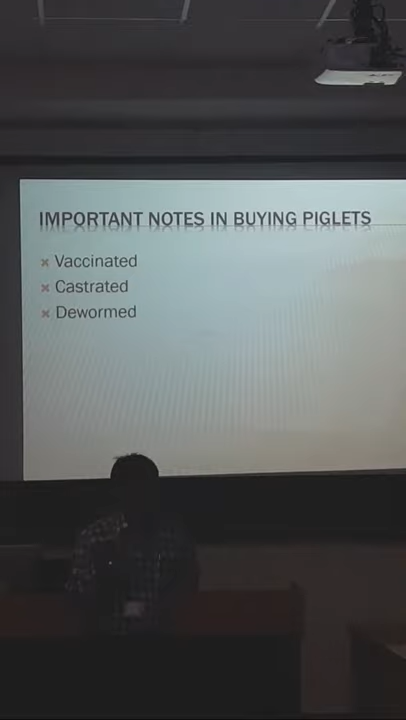 IMPORTANT NOTES IN BUYING PIGLETS
Vaccinated
Castrated
Dewormed